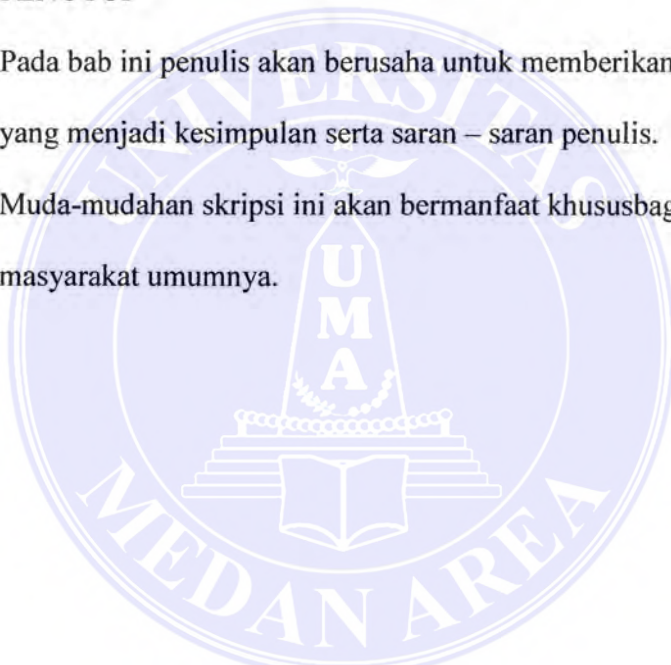 Pada bab ini penulis akan berusaha untuk memberikan
yang menjadi kesimpulan serta saran – saran penulis.
Muda-mudahan skripsi ini akan bermanfaat khususbag
masyarakat umumnya.
UNIVERSITAS
UMA
MEDAN AREA